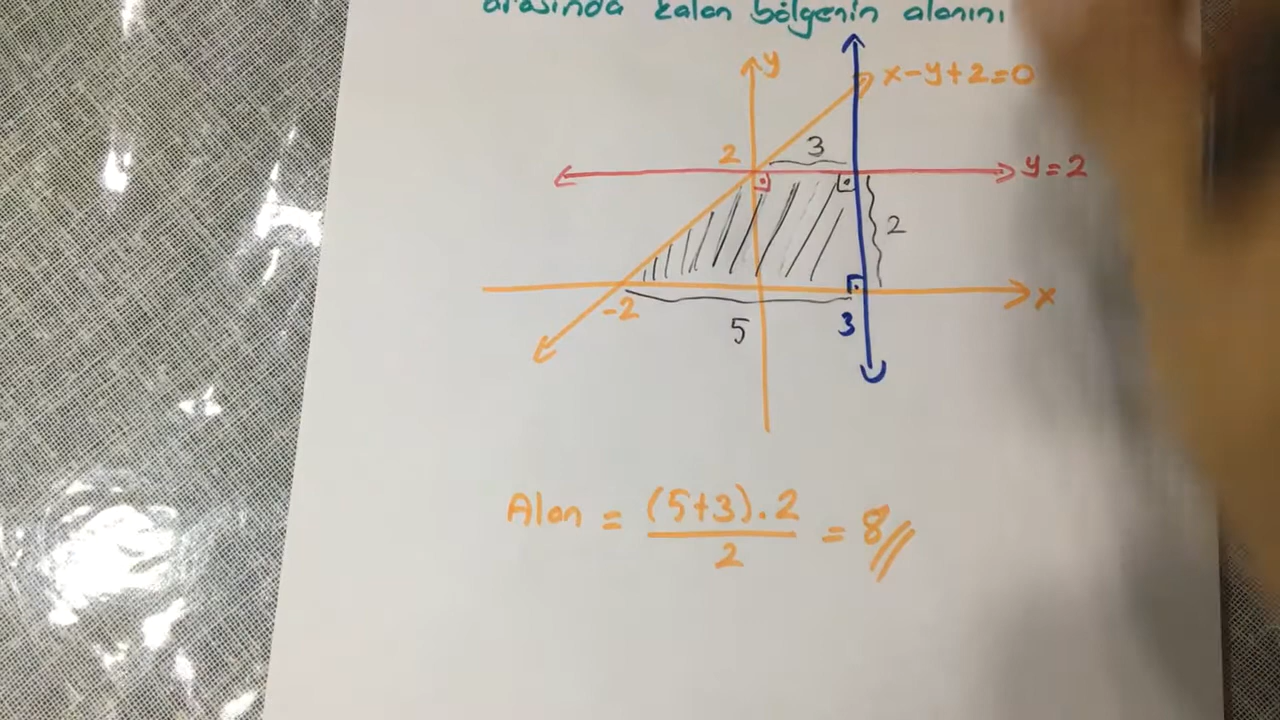 arasında kalan bölgenin alanını
y
x-y+2=0
2
3
y=2
2
-2
3
x
5
Alan = (5+3).2 / 2 = 8//